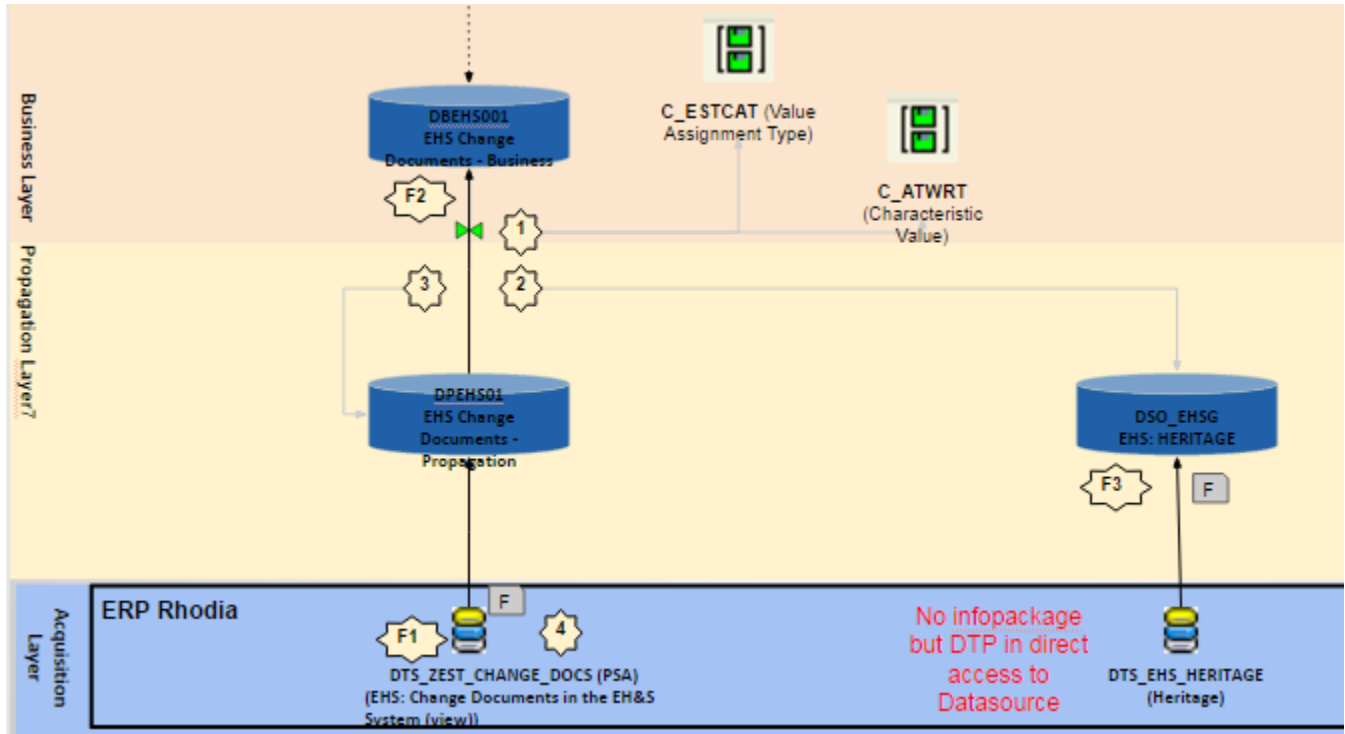 Business Layer
DBEHS001
EHS Change
Documents - Business
C_ESTCAT (Value
Assignment Type)
C_ATWRT
(Characteristic
Value)
F2
1
Propagation Layer7
3
2
DPEHS01
EHS Change
Documents -
Propagation
DSO_EHSG
EHS: HERITAGE
F3
F
Acquisition
Layer
ERP Rhodia
F
F1
4
DTS_ZEST_CHANGE_DOCS (PSA)
(EHS: Change Documents in the EH&S
System (view))
No infopackage
but DTP in direct
access to
Datasource
DTS_EHS_HERITAGE
(Heritage)